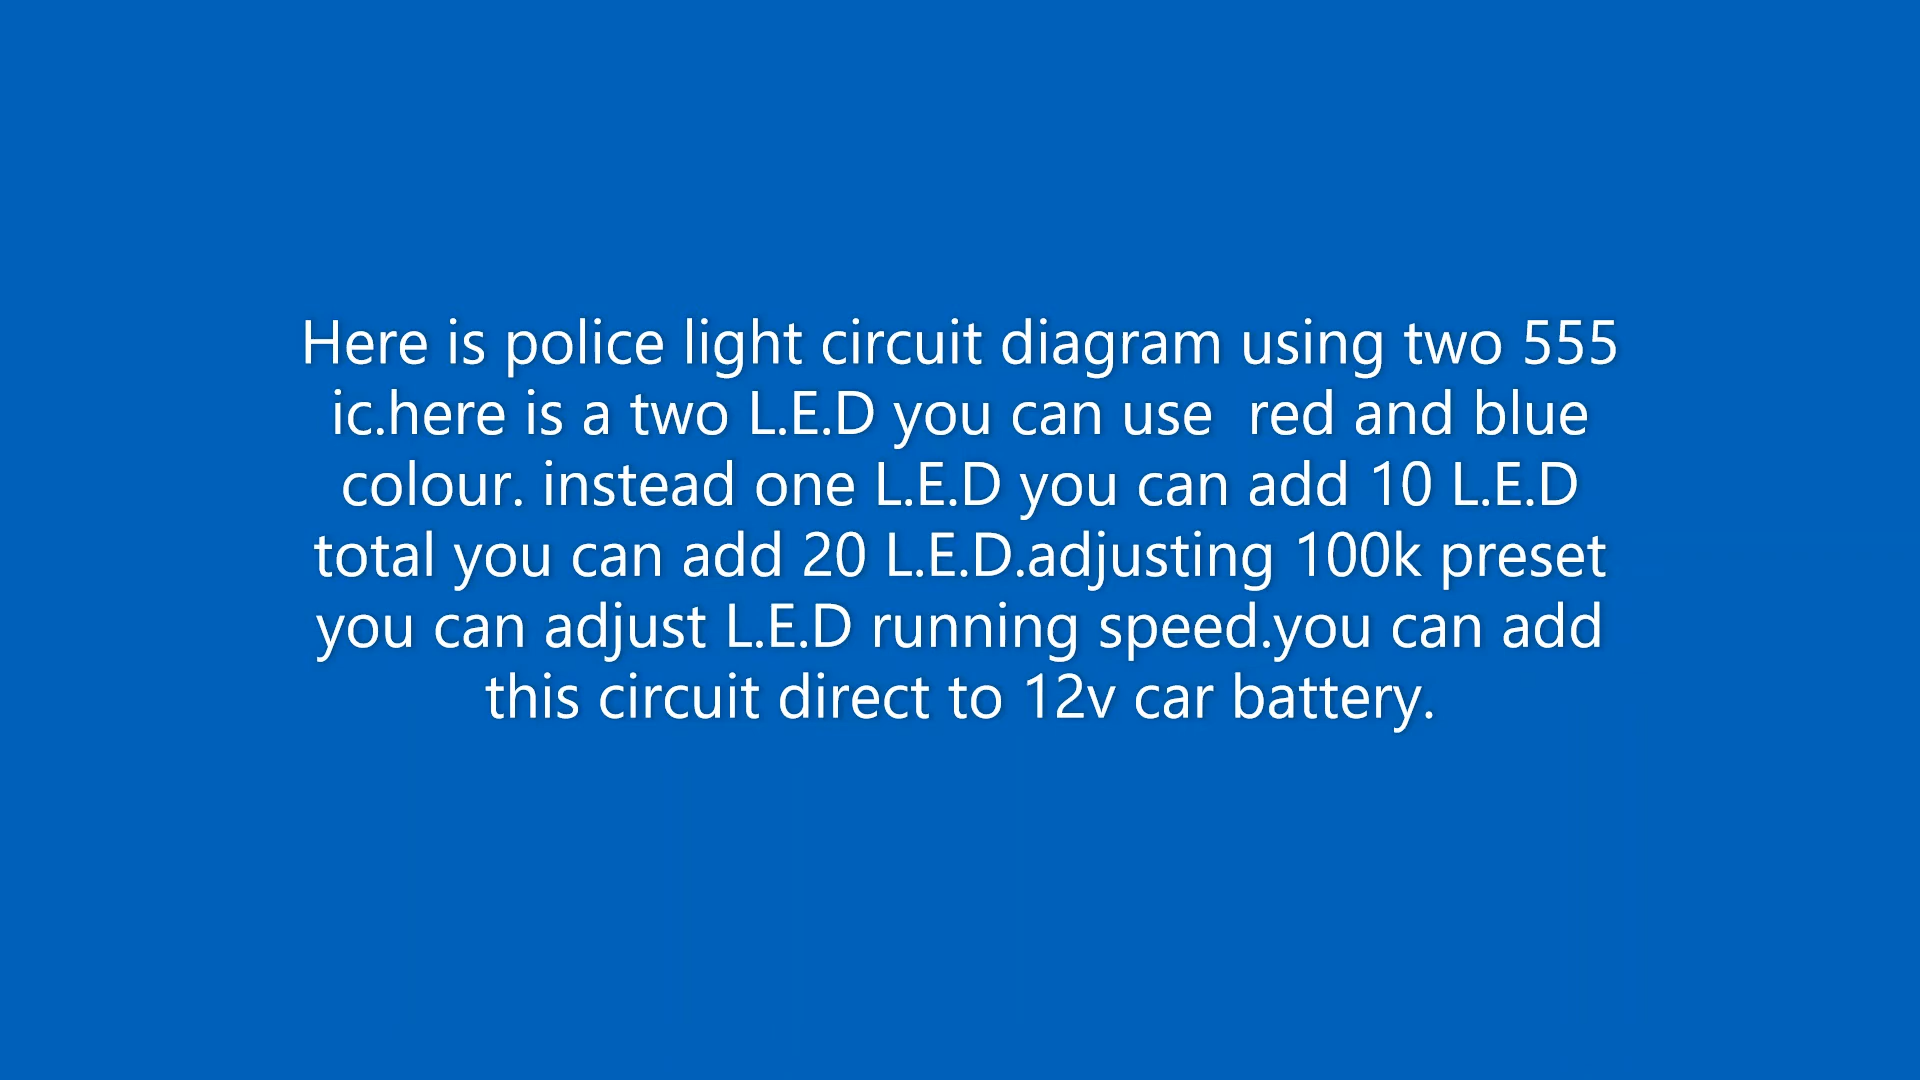 Here is police light circuit diagram using two 555
ic.here is a two L.E.D you can use  red and blue
colour. instead one L.E.D you can add 10 L.E.D
total you can add 20 L.E.D.adjusting 100k preset
you can adjust L.E.D running speed.you can add
this circuit direct to 12v car battery.